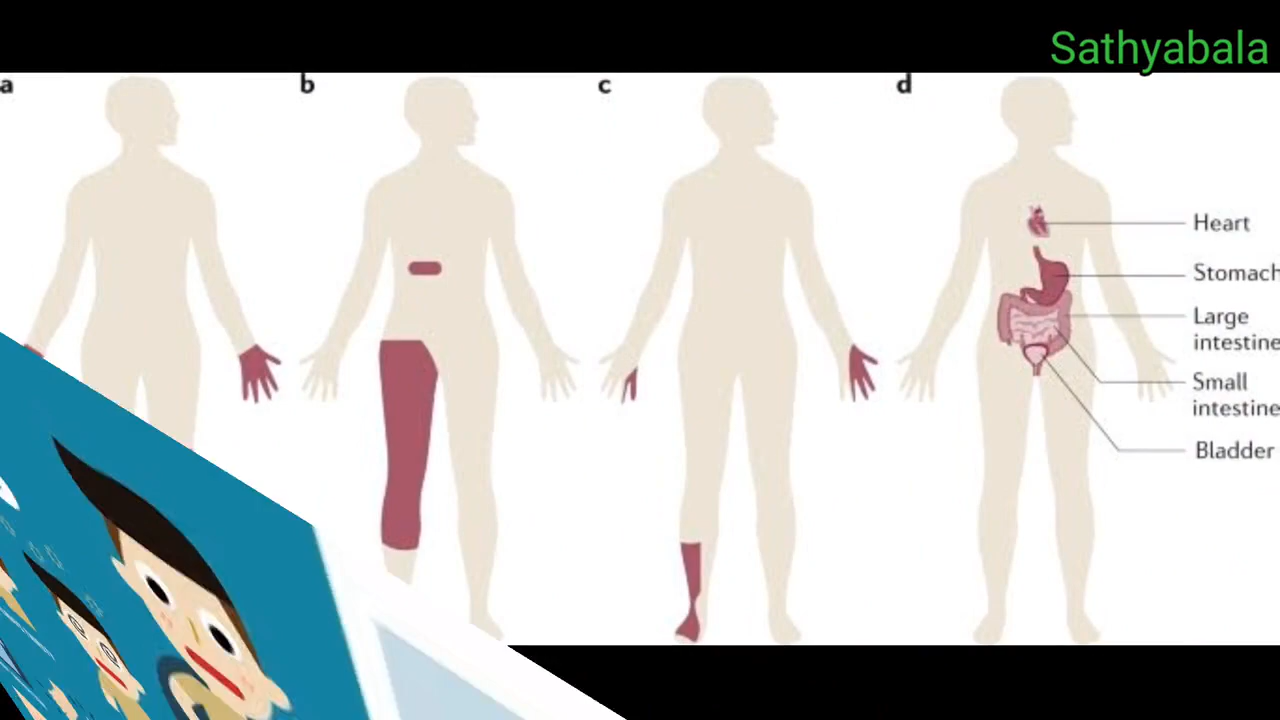 Sathyabala
a
b
c
d
Heart
Stomach
Large
intestine
Small
intestine
Bladder